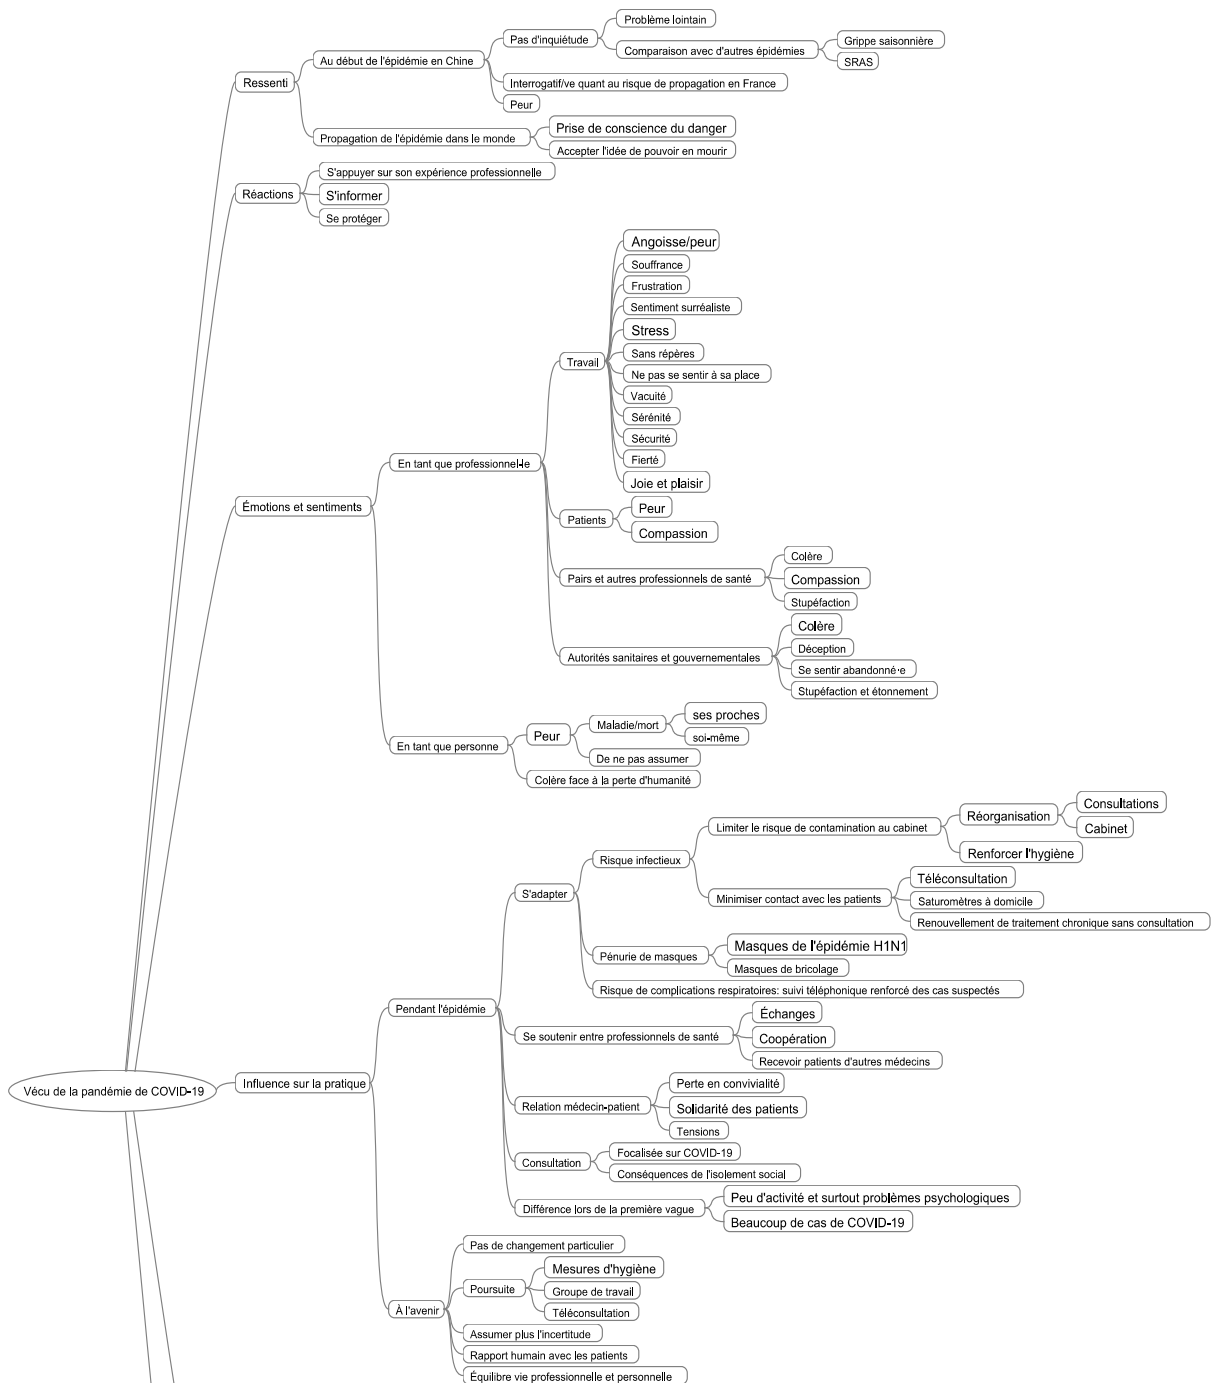 Problème lointain
Pas d'inquiétude
Grippe saisonnière
Comparaison avec d'autres épidémies
Au début de l'épidémie en Chine
SRAS
Ressenti
Interrogatif/ve quant au risque de propagation en France
Peur
Prise de conscience du danger
Propagation de l'épidémie dans le monde
Accepter l'idée de pouvoir en mourir
S'appuyer sur son expérience professionnelle
Réactions
S'informer
Se protéger
Angoisse/peur
Souffrance
Frustration
Sentiment surréaliste
Stress
Sans répères
Travail
Ne pas se sentir à sa place
Vacuité
Sérénité
Sécurité
Fierté
En tant que professionnel·le
Joie et plaisir
Émotions et sentiments
Peur
Patients
Compassion
Colère
Pairs et autres professionnels de santé
Compassion
Stupéfaction
Colère
Déception
Autorités sanitaires et gouvernementales
Se sentir abandonné·e
Stupéfaction et étonnement
ses proches
Maladie/mort
Peur
soi-même
En tant que personne
De ne pas assumer
Colère face à la perte d'humanité
Consultations
Réorganisation
Limiter le risque de contamination au cabinet
Cabinet
Renforcer l'hygiène
Risque infectieux
Téléconsultation
S'adapter
Minimiser contact avec les patients
Saturomètres à domicile
Renouvellement de traitement chronique sans consultation
Masques de l'épidémie H1N1
Pénurie de masques
Masques de bricolage
Risque de complications respiratoires: suivi téléphonique renforcé des cas suspectés
Pendant l'épidémie
Échanges
Se soutenir entre professionnels de santé
Coopération
Recevoir patients d'autres médecins
Perte en convivialité
Vécu de la pandémie de COVID-19
Influence sur la pratique
Relation médecin-patient
Solidarité des patients
Tensions
Focalisée sur COVID-19
Consultation
Conséquences de l'isolement social
Peu d'activité et surtout problèmes psychologiques
Différence lors de la première vague
Beaucoup de cas de COVID-19
Pas de changement particulier
Mesures d'hygiène
Poursuite
Groupe de travail
À l'avenir
Téléconsultation
Assumer plus l'incertitude
Rapport humain avec les patients
Équilibre vie professionnelle et personnelle